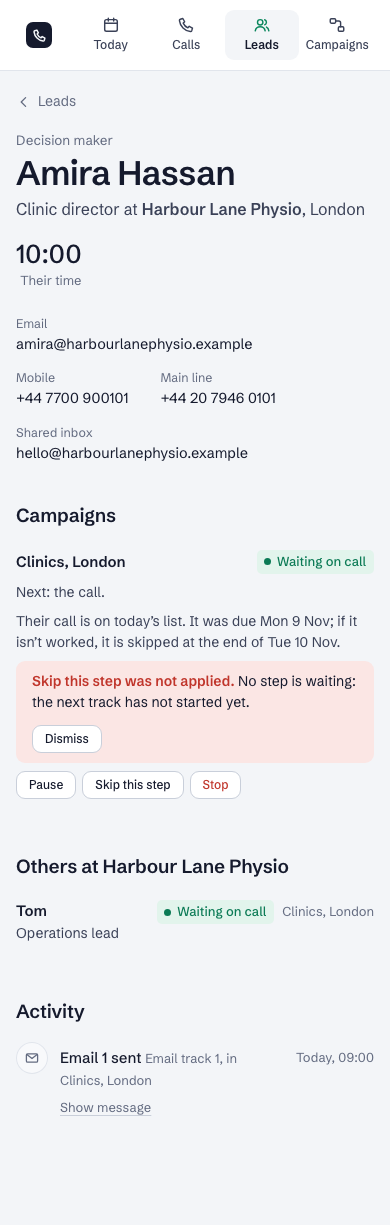 Today
Calls
Leads
Campaigns
Leads
Decision maker
Amira Hassan
Clinic director at Harbour Lane Physio, London
10:00
Their time
Email
amira@harbourlanephysio.example
Mobile
Main line
+44 7700 900101
+44 20 7946 0101
Shared inbox
hello@harbourlanephysio.example
Campaigns
Clinics, London
Waiting on call
Next: the call.
Their call is on today’s list. It was due Mon 9 Nov; if it
isn’t worked, it is skipped at the end of Tue 10 Nov.
Skip this step was not applied. No step is waiting:
the next track has not started yet.
Dismiss
Pause
Skip this step
Stop
Others at Harbour Lane Physio
Tom
Waiting on call
Clinics, London
Operations lead
Activity
Email 1 sent Email track 1, in
Clinics, London
Today, 09:00
Show message